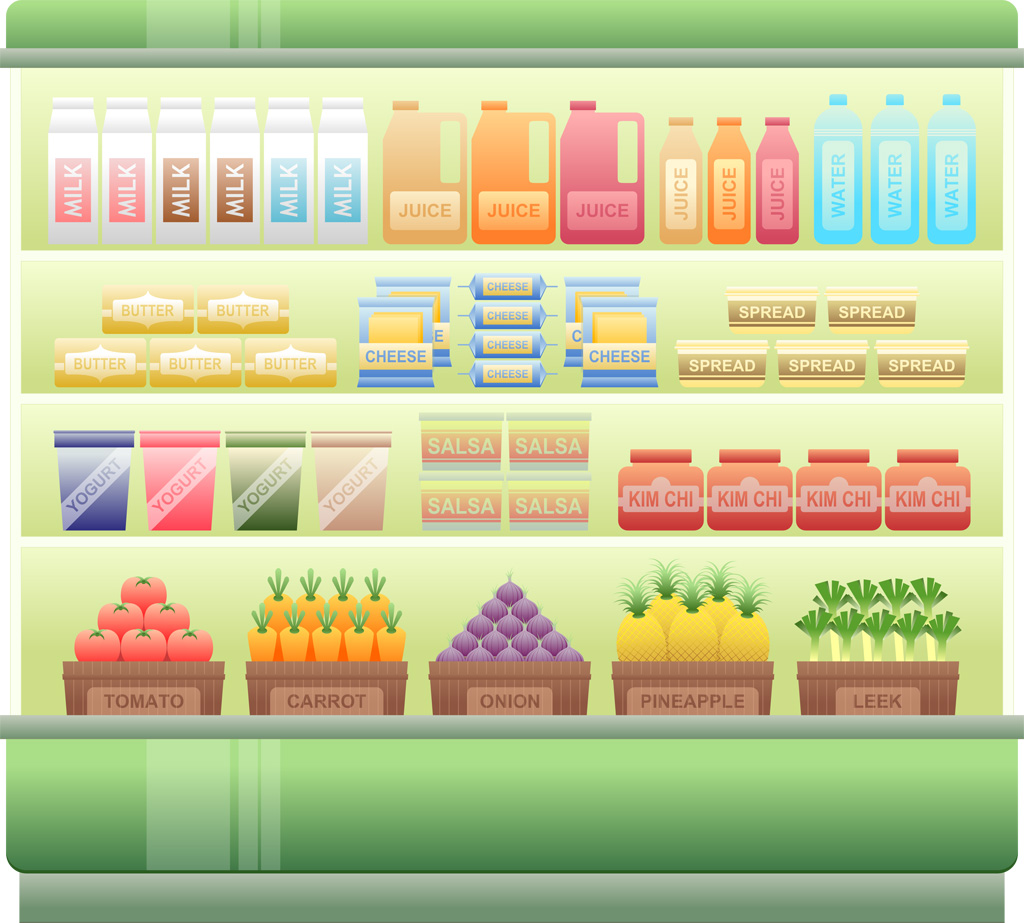 MILK
MILK
MILK
MILK
MILK
MILK
JUICE
JUICE
JUICE
JUICE
JUICE
JUICE
WATER
WATER
WATER
BUTTER
BUTTER
BUTTER
BUTTER
BUTTER
E
CHEESE
CHEESE
CHEESE
CHEESE
CHEESE
C
CHEESE
SPREAD
SPREAD
SPREAD
SPREAD
SPREAD
YOGURT
YOGURT
YOGURT
YOGURT
SALSA
SALSA
SALSA
SALSA
KIM CHI
KIM CHI
KIM CHI
KIM CHI
TOMATO
CARROT
ONION
PINEAPPLE
LEEK